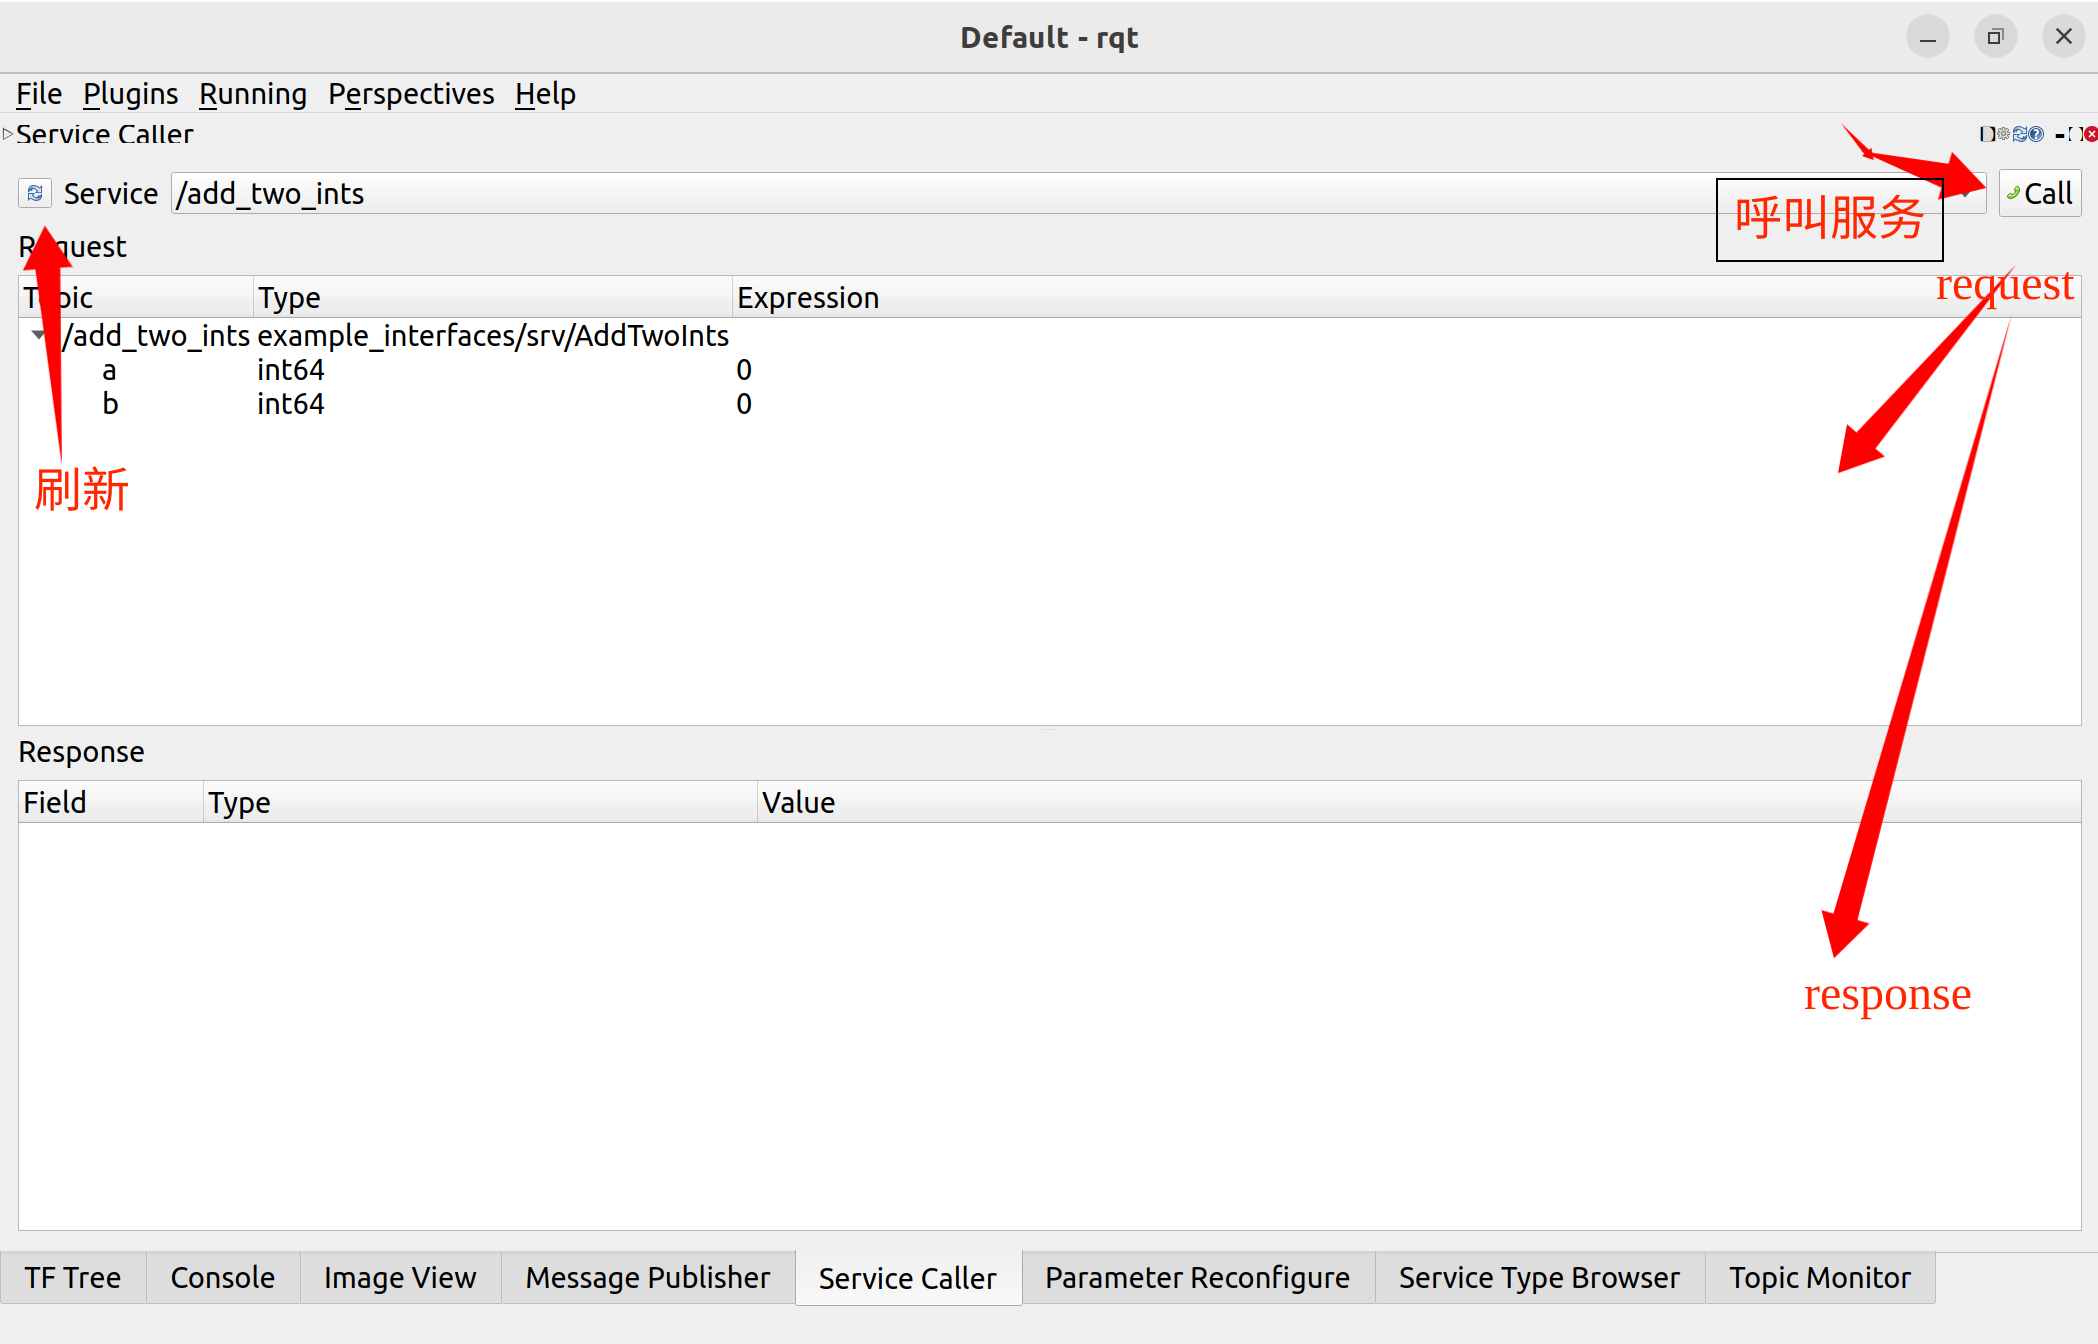 Default - rqt
File Plugins Running Perspectives Help
Service Caller
Service /add_two_ints Call
呼叫服务
Request
request
Topic Type Expression
/add_two_ints example_interfaces/srv/AddTwoInts
a int64 0
b int64 0
刷新
Response
Field Type Value
response
TF Tree Console Image View Message Publisher Service Caller Parameter Reconfigure Service Type Browser Topic Monitor